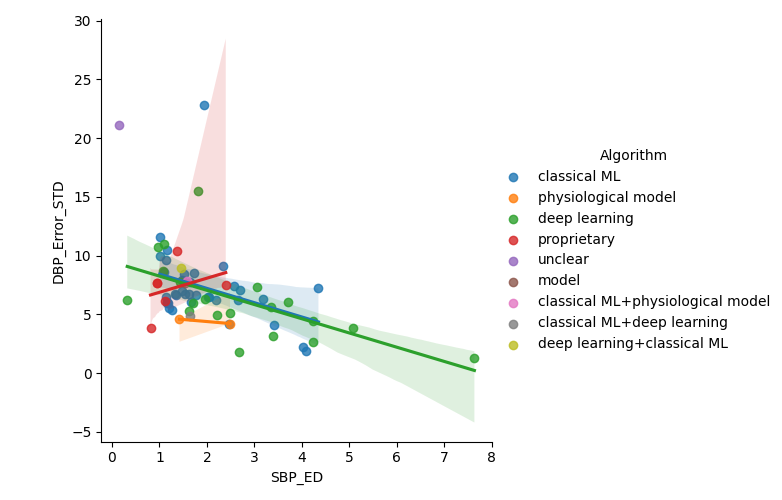 30
25
20
15
10
5
0
−5
DBP_Error_STD
0 1 2 3 4 5 6 7 8
SBP_ED
Algorithm
classical ML
physiological model
deep learning
proprietary
unclear
model
classical ML+physiological model
classical ML+deep learning
deep learning+classical ML